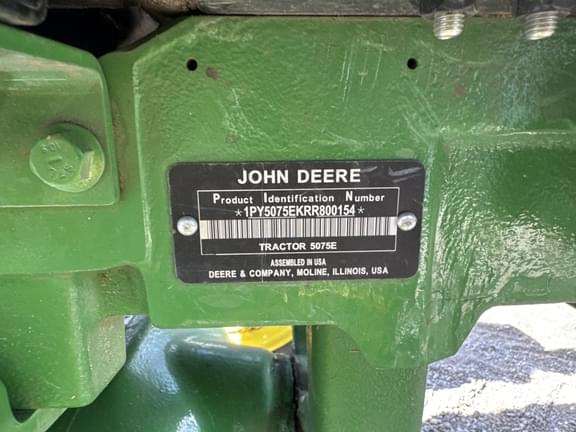 JOHN DEERE
Product Identification Number
*1PY5075EKRR800154*
TRACTOR 5075E
ASSEMBLED IN USA
DEERE & COMPANY, MOLINE, ILLINOIS, USA